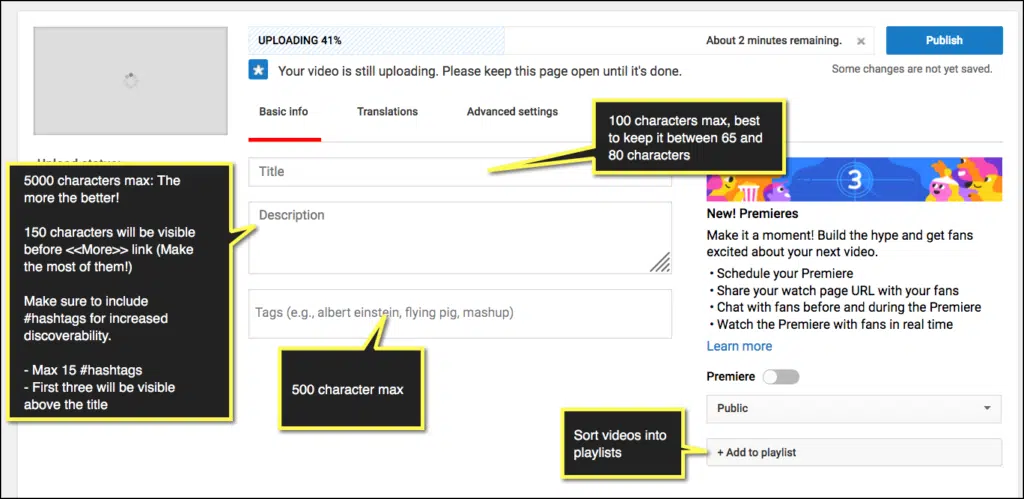 UPLOADING 41%
About 2 minutes remaining. ×
Publish
Your video is still uploading. Please keep this page open until it's done.
Some changes are not yet saved.
Basic info
Translations
Advanced settings
100 characters max, best
to keep it between 65 and
80 characters
Upload status:
5000 characters max: The
more the better!
150 characters will be visible
before <<More>> link (Make
the most of them!)
Make sure to include
#hashtags for increased
discoverability.
- Max 15 #hashtags
- First three will be visible
above the title
Title
Description
Tags (e.g., albert einstein, flying pig, mashup)
500 character max
3
New! Premieres
Make it a moment! Build the hype and get fans
excited about your next video.
• Schedule your Premiere
• Share your watch page URL with your fans
• Chat with fans before and during the Premiere
• Watch the Premiere with fans in real time
Learn more
Premiere
Public
Sort videos into
playlists
+ Add to playlist